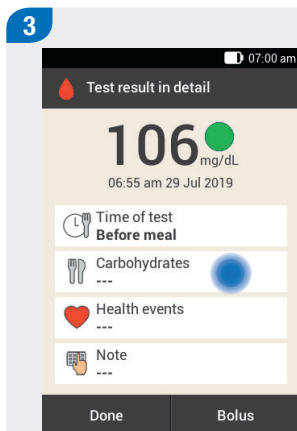 3
07:00 am
Test result in detail
106 mg/dL
06:55 am 29 Jul 2019
Time of test
Before meal
Carbohydrates
---
Health events
---
Note
---
Done Bolus